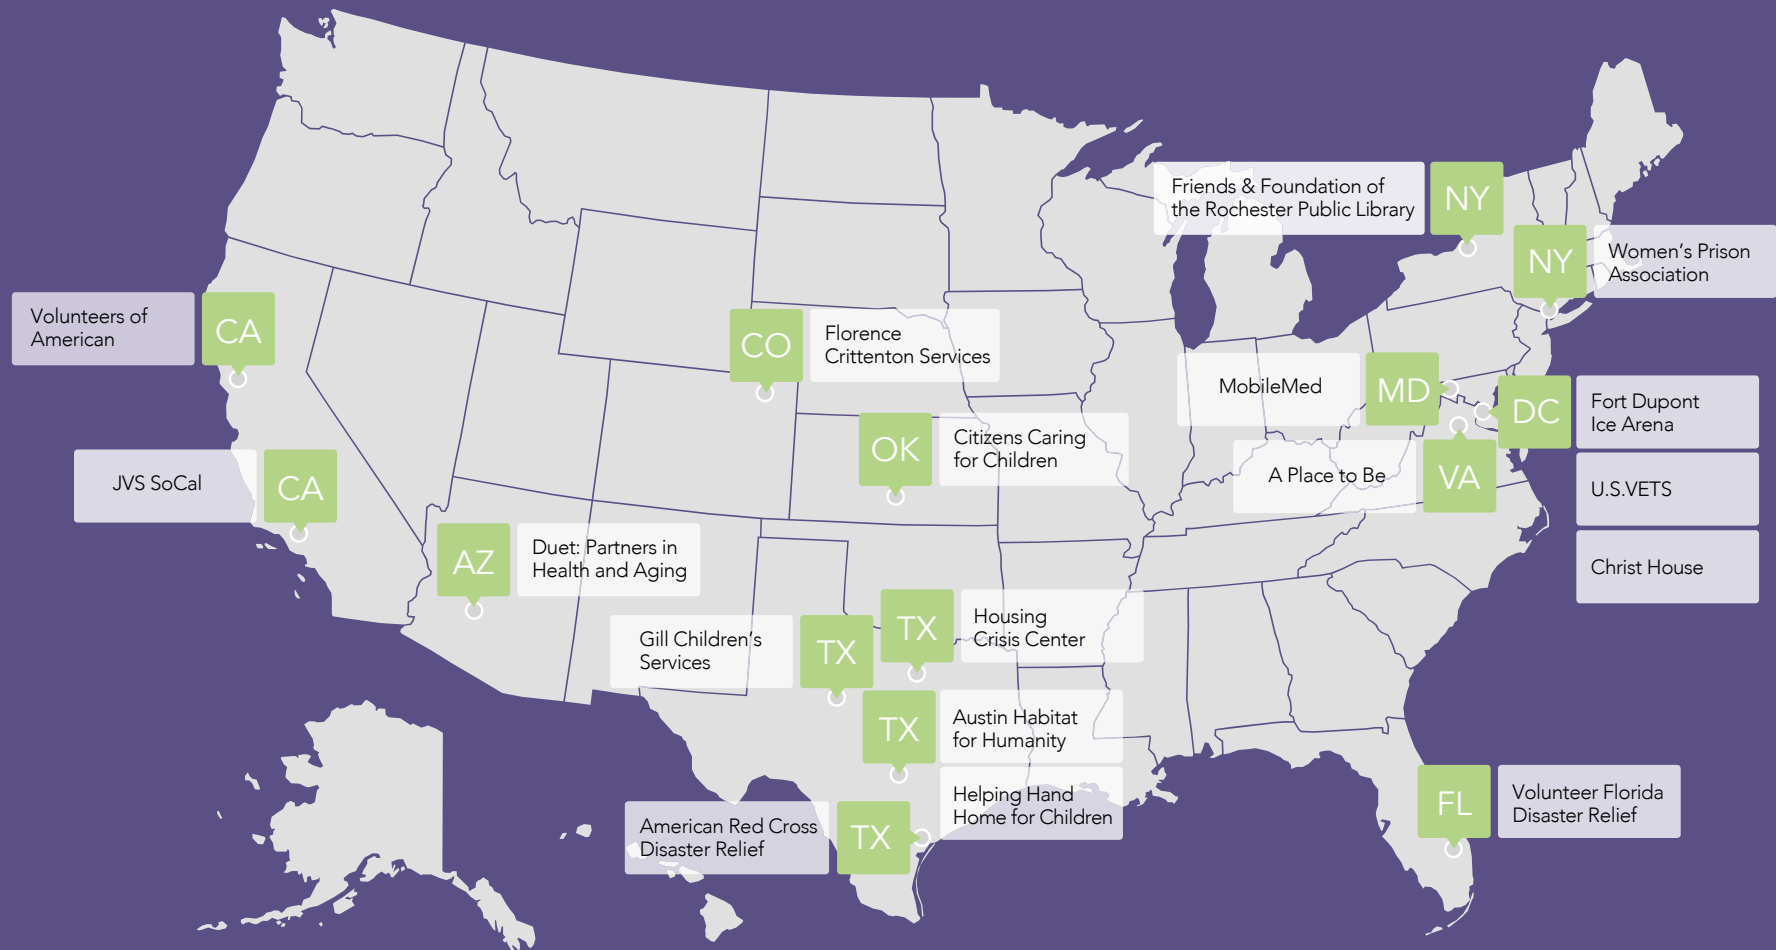 NY
Friends & Foundation of
the Rochester Public Library
NY
Women's Prison
Association
Volunteers of
American
CA
CO
Florence
Crittenton Services
MobileMed
MD
DC
Fort Dupont
Ice Arena
U.S.VETS
Christ House
OK
Citizens Caring
for Children
A Place to Be
VA
JVS SoCal
CA
AZ
Duet: Partners in
Health and Aging
Gill Children's
Services
TX
TX
Housing
Crisis Center
TX
Austin Habitat
for Humanity
Helping Hand
Home for Children
American Red Cross
Disaster Relief
TX
FL
Volunteer Florida
Disaster Relief